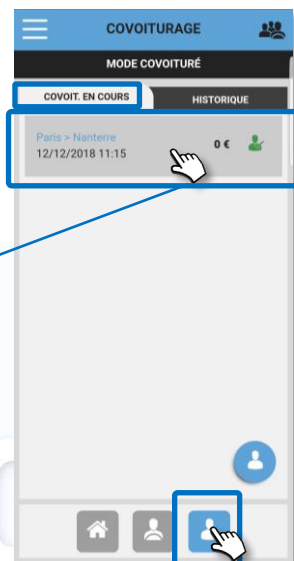 COVOITURAGE
MODE COVOITURÉ
COVOIT. EN COURS HISTORIQUE
Paris > Nanterre
12/12/2018 11:15 0 €